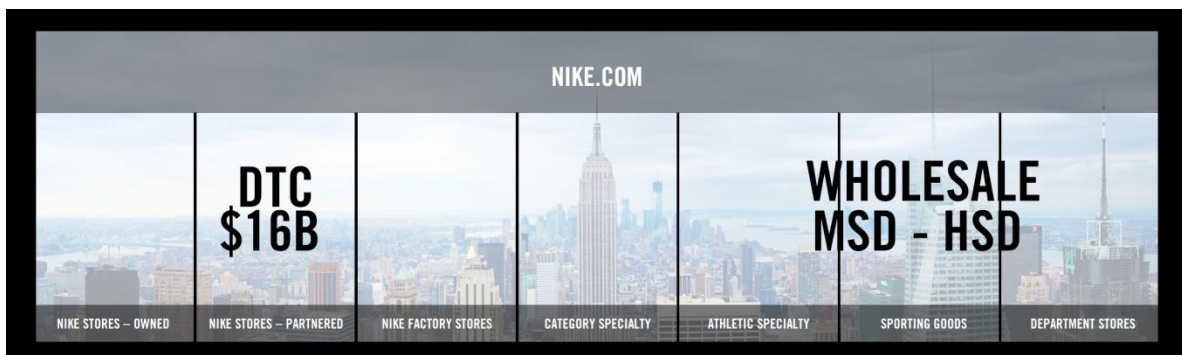 NIKE.COM
DTC
$16B
WHOLESALE
MSD - HSD
NIKE STORES – OWNED
NIKE STORES – PARTNERED
NIKE FACTORY STORES
CATEGORY SPECIALTY
ATHLETIC SPECIALTY
SPORTING GOODS
DEPARTMENT STORES